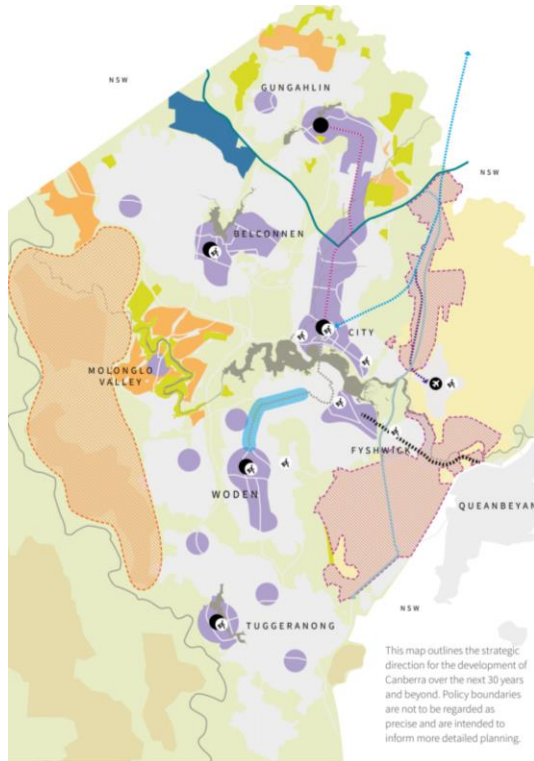 NSW
GUNGAHLIN
NSW
BELCONNEN
CITY
MOLONGLO
VALLEY
FYSHWICK
WODEN
QUEANBEYAN
NSW
TUGGERANONG
This map outlines the strategic
direction for the development of
Canberra over the next 30 years
and beyond. Policy boundaries
are not to be regarded as
precise and are intended to
inform more detailed planning.